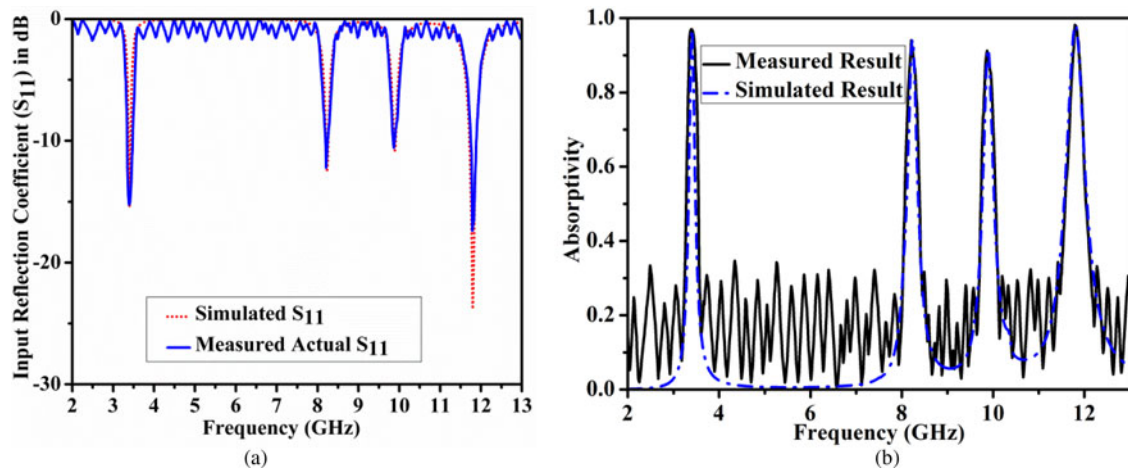 Input Reflection Coefficient (S11) in dB
0
-10
-20
-30
Simulated S11
Measured Actual S11
2 3 4 5 6 7 8 9 10 11 12 13
Frequency (GHz)
(a)
Absorptivity
1.0
0.8
0.6
0.4
0.2
0.0
Measured Result
Simulated Result
2 4 6 8 10 12
Frequency (GHz)
(b)